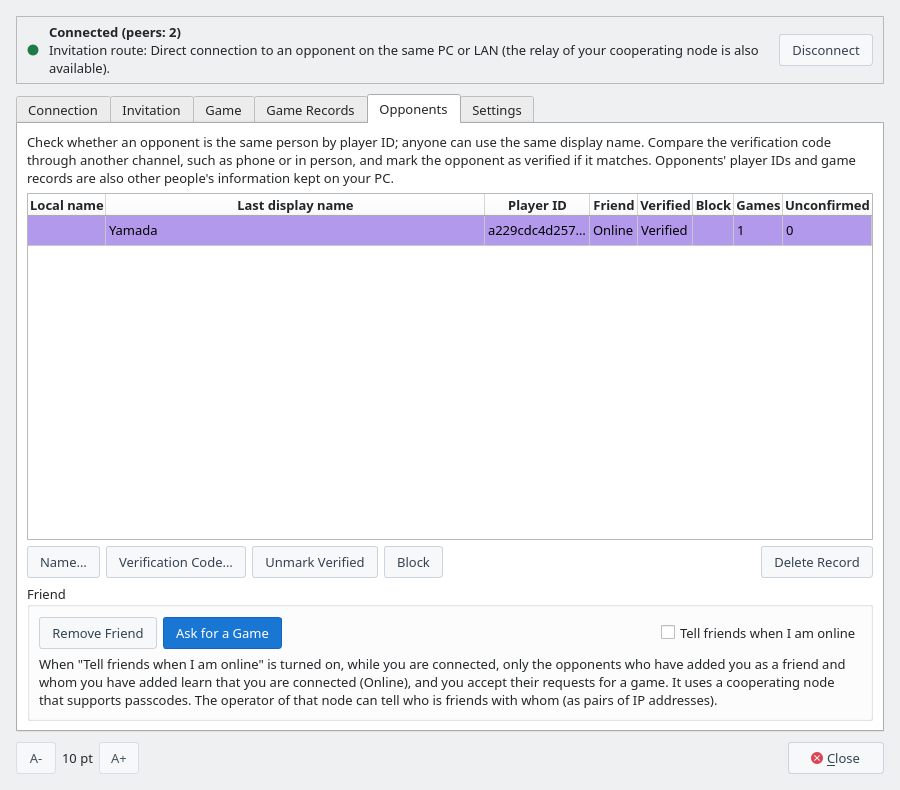 Connected (peers: 2)
Invitation route: Direct connection to an opponent on the same PC or LAN (the relay of your cooperating node is also
available).
Disconnect
Connection Invitation Game Game Records Opponents Settings
Check whether an opponent is the same person by player ID; anyone can use the same display name. Compare the verification code
through another channel, such as phone or in person, and mark the opponent as verified if it matches. Opponents' player IDs and game
records are also other people's information kept on your PC.
Local name Last display name Player ID Friend Verified Block Games Unconfirmed
Yamada a229cdc4d257... Online Verified 1 0
Name... Verification Code... Unmark Verified Block Delete Record
Friend
Remove Friend Ask for a Game Tell friends when I am online
When "Tell friends when I am online" is turned on, while you are connected, only the opponents who have added you as a friend and
whom you have added learn that you are connected (Online), and you accept their requests for a game. It uses a cooperating node
that supports passcodes. The operator of that node can tell who is friends with whom (as pairs of IP addresses).
A- 10 pt A+ Close